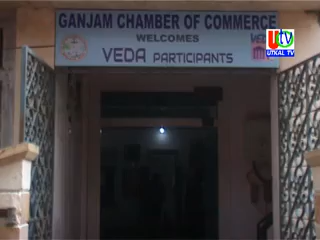 GANJAM CHAMBER OF COMMERCE
WELCOMES
VEDA PARTICIPANTS
UTV
UTKAL TV